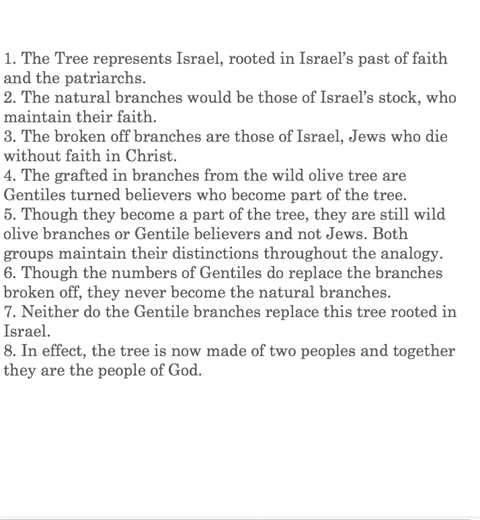 1. The Tree represents Israel, rooted in Israel's past of faith
and the patriarchs.
2. The natural branches would be those of Israel's stock, who
maintain their faith.
3. The broken off branches are those of Israel, Jews who die
without faith in Christ.
4. The grafted in branches from the wild olive tree are
Gentiles turned believers who become part of the tree.
5. Though they become a part of the tree, they are still wild
olive branches or Gentile believers and not Jews. Both
groups maintain their distinctions throughout the analogy.
6. Though the numbers of Gentiles do replace the branches
broken off, they never become the natural branches.
7. Neither do the Gentile branches replace this tree rooted in
Israel.
8. In effect, the tree is now made of two peoples and together
they are the people of God.